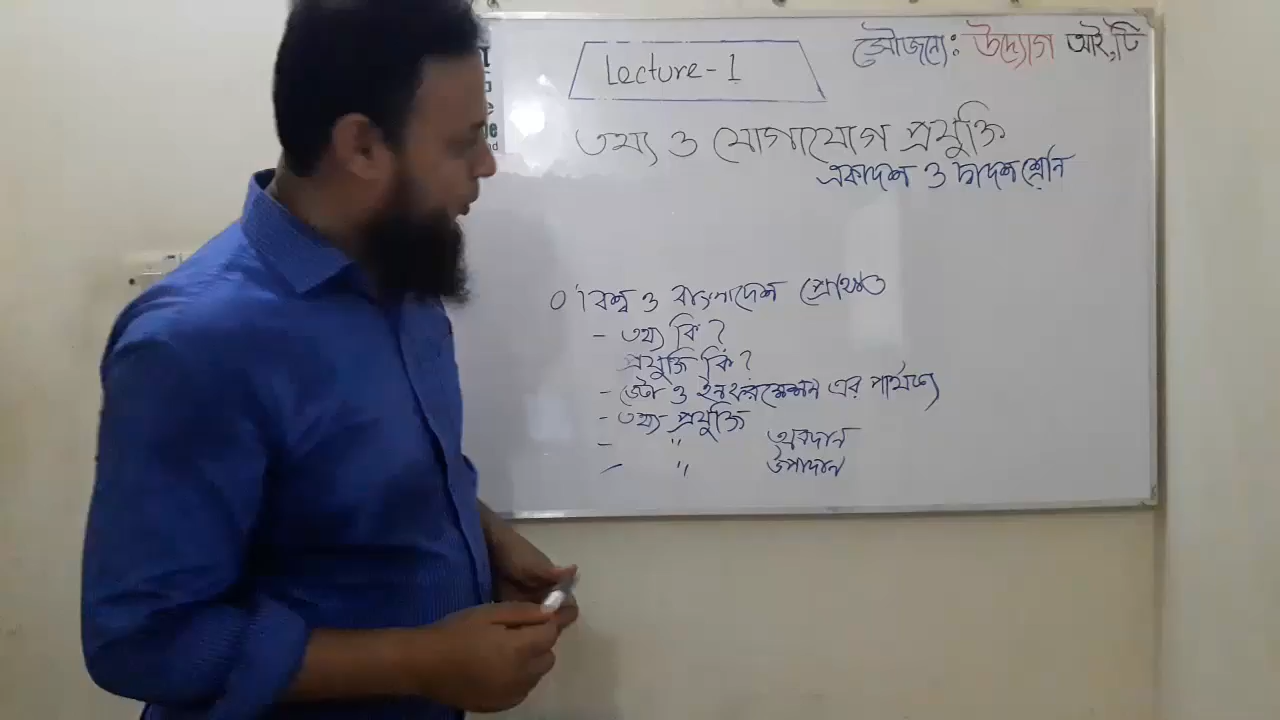 Lecture - 1
সৌজন্যে: উদ্যোগ আই,টি
তথ্য ও যোগাযোগ প্রযুক্তি
একাদশ ও দ্বাদশ শ্রেনি
০১ বিশ্ব ও বাংলাদেশ প্রেক্ষিত
- তথ্য কি ?
প্রযুক্তি কি ?
- ডেটা ও ইনফরমেশন এর পার্থক্য
- তথ্য প্রযুক্তি
- " অবদান
- " উপাদান